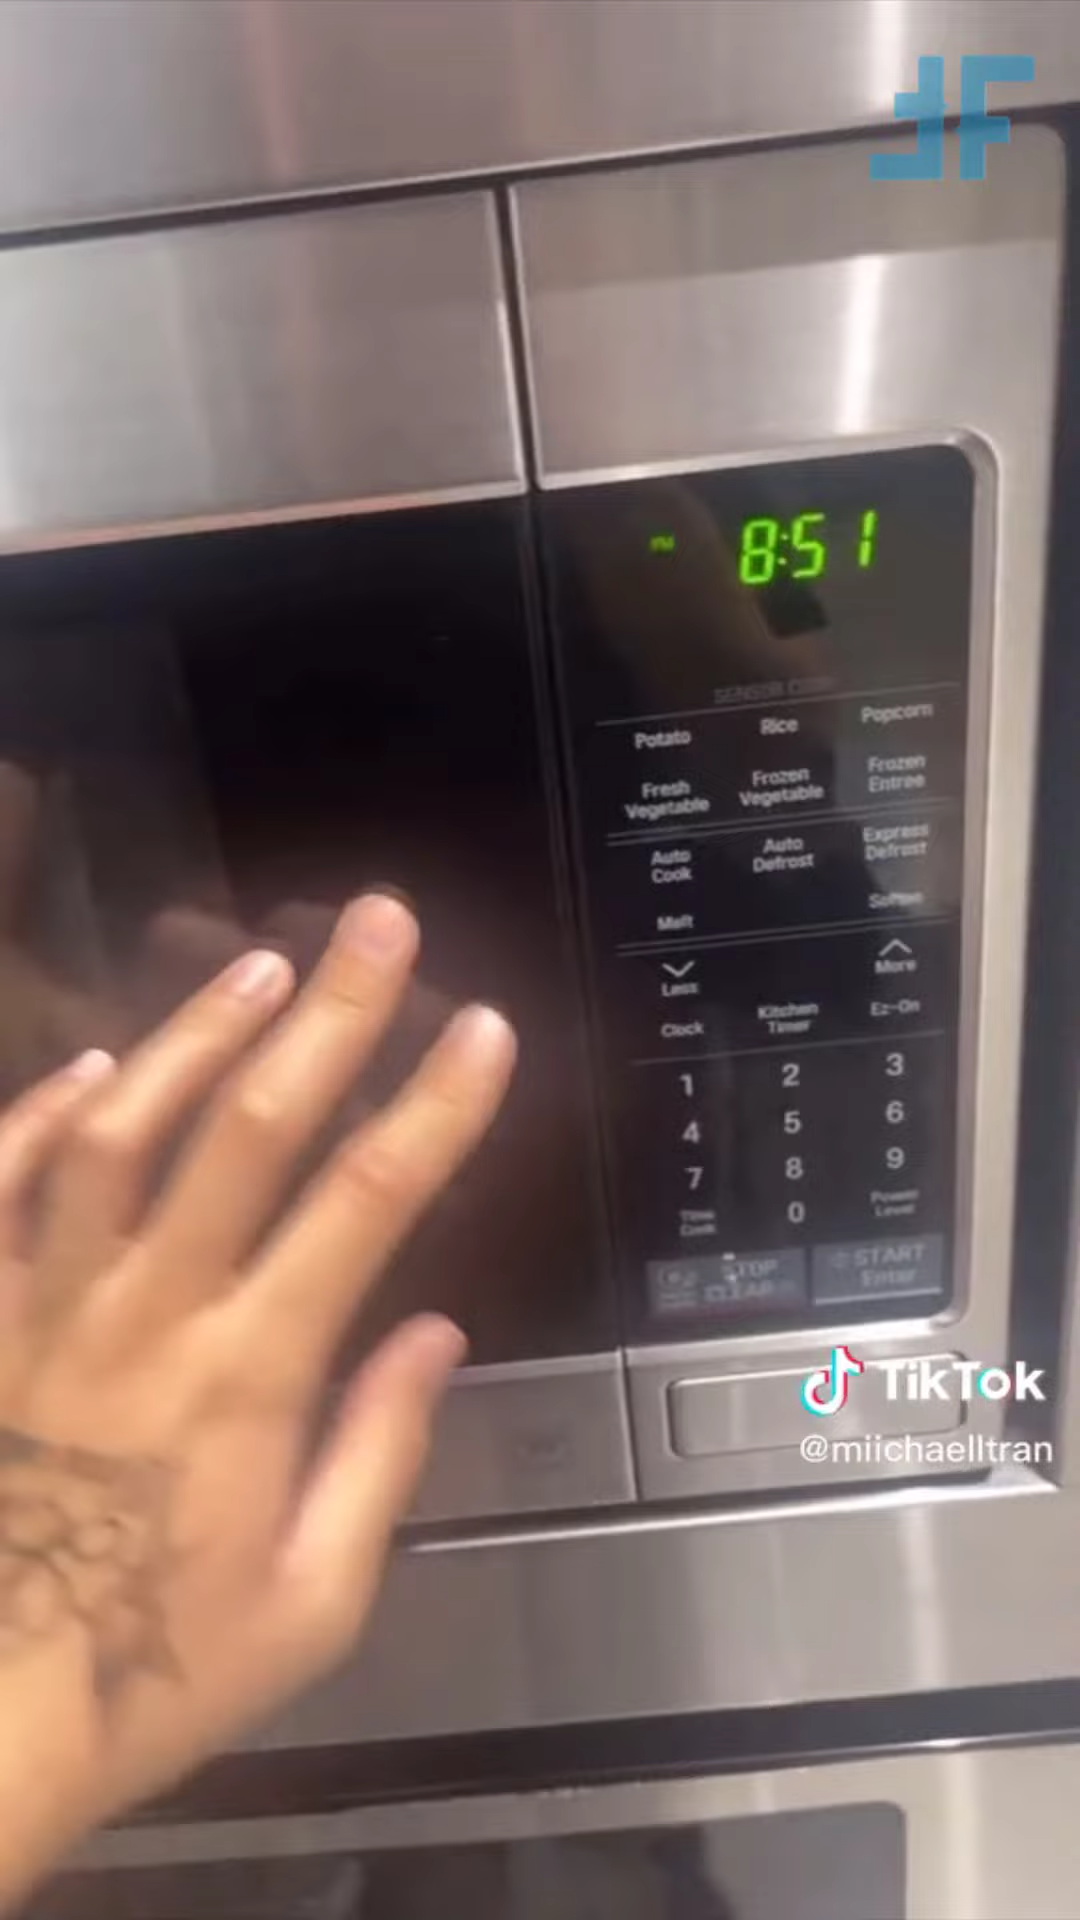 PM 8:51
SENSOR COOK
Potato Rice Popcorn
Fresh Vegetable
Frozen Vegetable
Frozen Entree
Auto Cook
Auto Defrost
Express Defrost
Melt Soften
Less More
Clock
Kitchen Timer
Ez-On
1 2 3
4 5 6
7 8 9
Time Cook
0
Power Level
STOP
CLEAR
START
Enter
TikTok
@miichaelltran